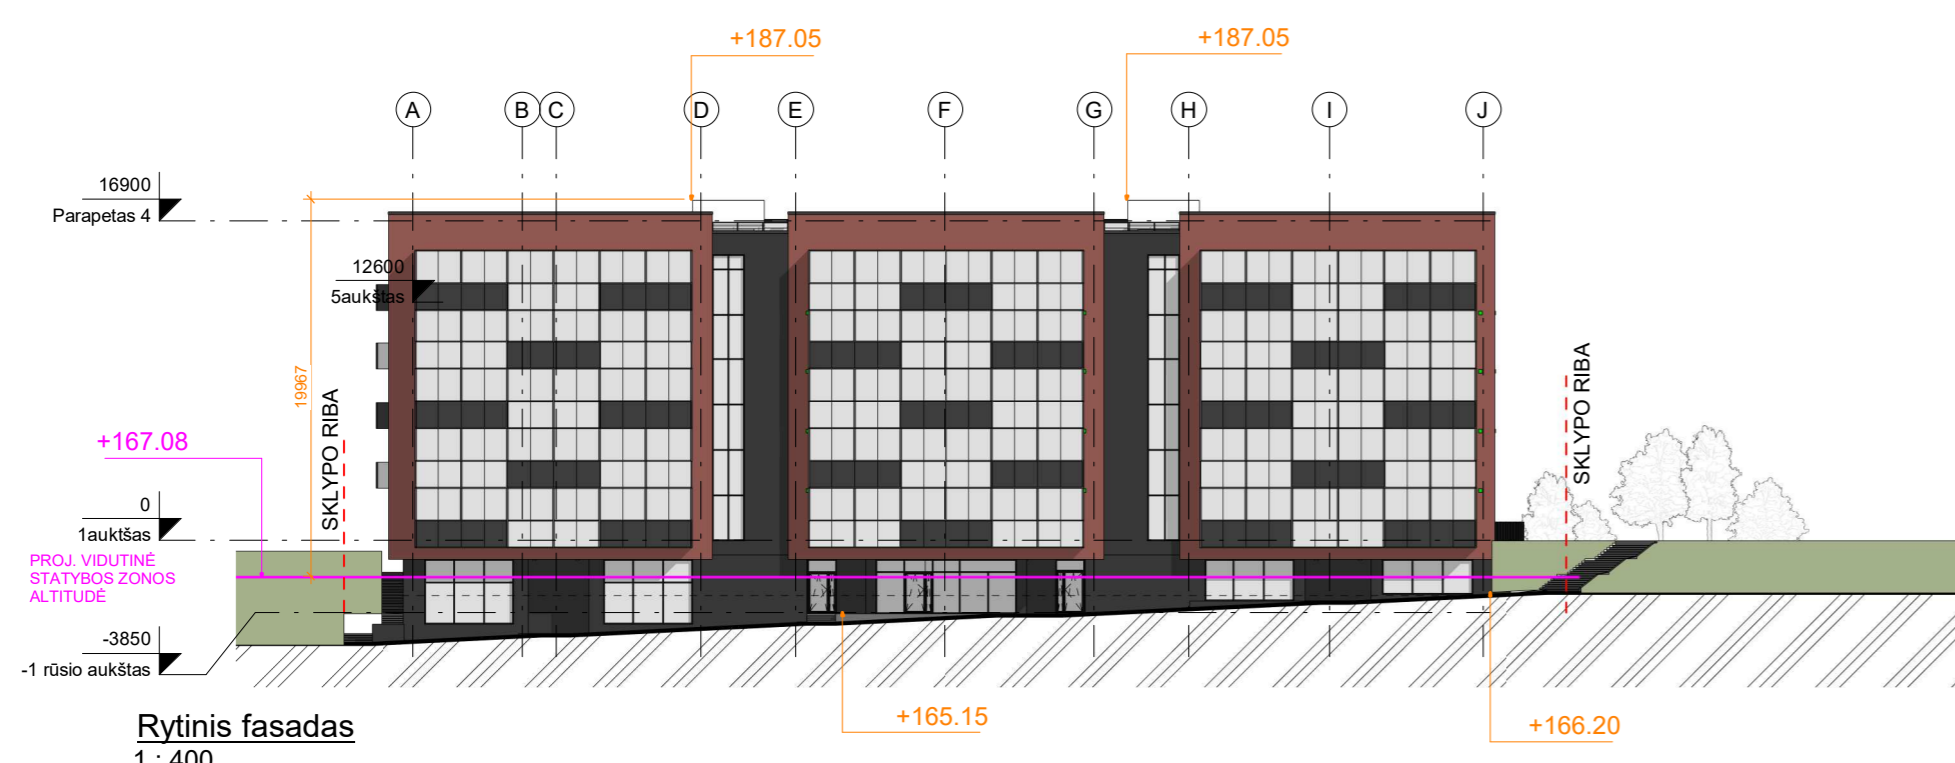 +187.05
+187.05
A
B
C
D
E
F
G
H
I
J
16900
Parapetas 4
12600
5aukštas
19967
SKLYPO RIBA
SKLYPO RIBA
+167.08
0
1auktšas
PROJ. VIDUTINĖ
STATYBOS ZONOS
ALTITUDĖ
-3850
-1 rūsio aukštas
+165.15
+166.20
Rytinis fasadas
1 : 400